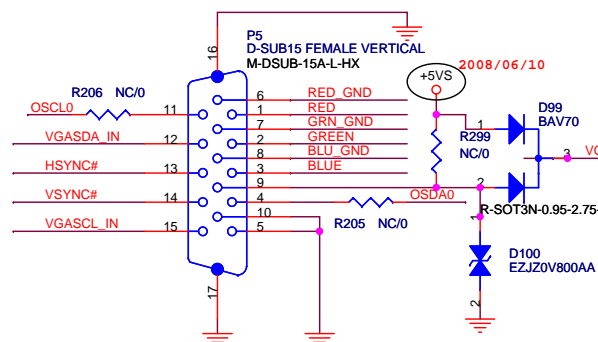 P5
D-SUB15 FEMALE VERTICAL
M-DSUB-15A-L-HX
16
+5VS
2008/06/10
R206 NC/0
OSCL0
11
VGASDA_IN
12
HSYNC#
13
VSYNC#
14
VGASCL_IN
15
17
6 RED_GND
1 RED
7 GRN_GND
2 GREEN
8 BLU_GND
3 BLUE
9
4
10
5
OSDA0
R205 NC/0
R299
NC/0
1
D99
BAV70
3
2
R-SOT3N-0.95-2.75-
1
D100
EZJZ0V800AA
2